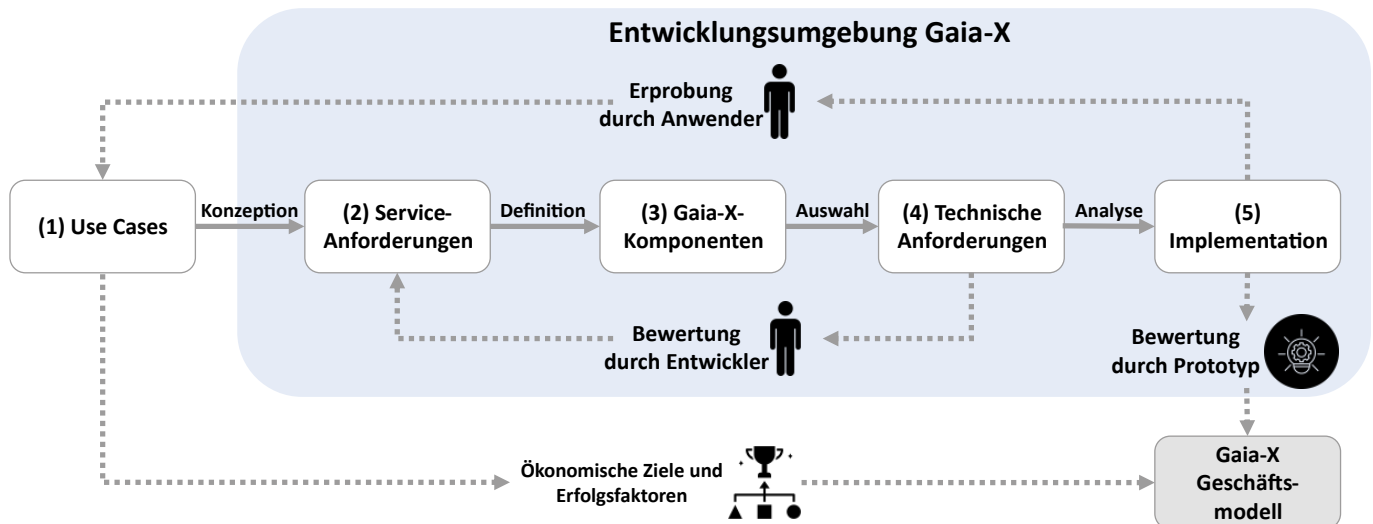 Entwicklungsumgebung Gaia-X
Erprobung
durch Anwender
(1) Use Cases
Konzeption
(2) Service-
Anforderungen
Definition
(3) Gaia-X-
Komponenten
Auswahl
(4) Technische
Anforderungen
Analyse
(5)
Implementation
Bewertung
durch Entwickler
Bewertung
durch Prototyp
Ökonomische Ziele und
Erfolgsfaktoren
Gaia-X
Geschäfts-
modell